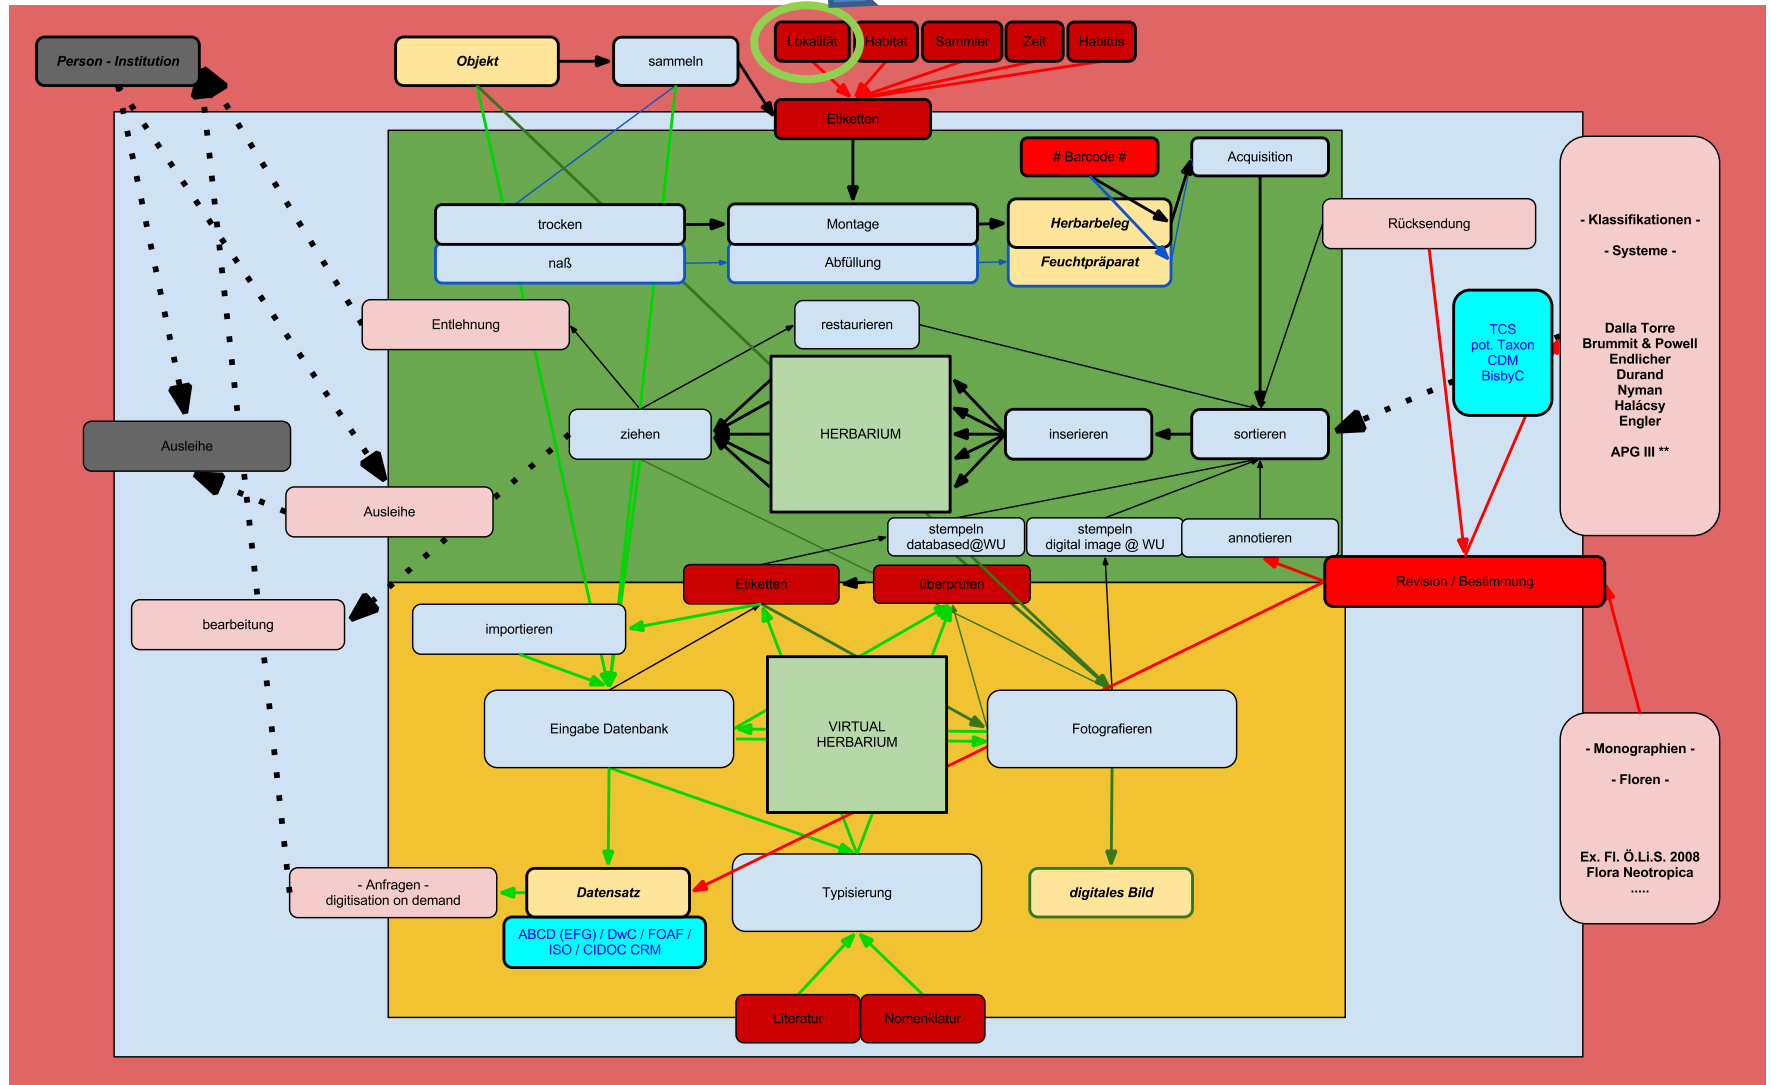 Person - Institution
Objekt
sammeln
Lokalität
Habitat
Sammler
Zeit
Habitus
Etiketten
# Barcode #
Acquisition
trocken
Montage
Herbarbeleg
naß
Abfüllung
Feuchtpräparat
Rücksendung
- Klassifikationen -
- Systeme -
Dalla Torre
Brummit & Powell
Endlicher
Durand
Nyman
Halácsy
Engler
APG III **
TCS
pot. Taxon
CDM
BisbyC
Entlehnung
restaurieren
Ausleihe
ziehen
HERBARIUM
inserieren
sortieren
Ausleihe
stempeln
databased@WU
stempeln
digital image @ WU
annotieren
Etiketten
überprüfen
Revision / Bestimmung
bearbeitung
importieren
Eingabe Datenbank
VIRTUAL
HERBARIUM
Fotografieren
- Monographien -
- Floren -
Ex. Fl. Ö.Li.S. 2008
Flora Neotropica
.....
- Anfragen -
digitisation on demand
Datensatz
Typisierung
digitales Bild
ABCD (EFG) / DwC / FOAF /
ISO / CIDOC CRM
Literatur
Nomenklatur